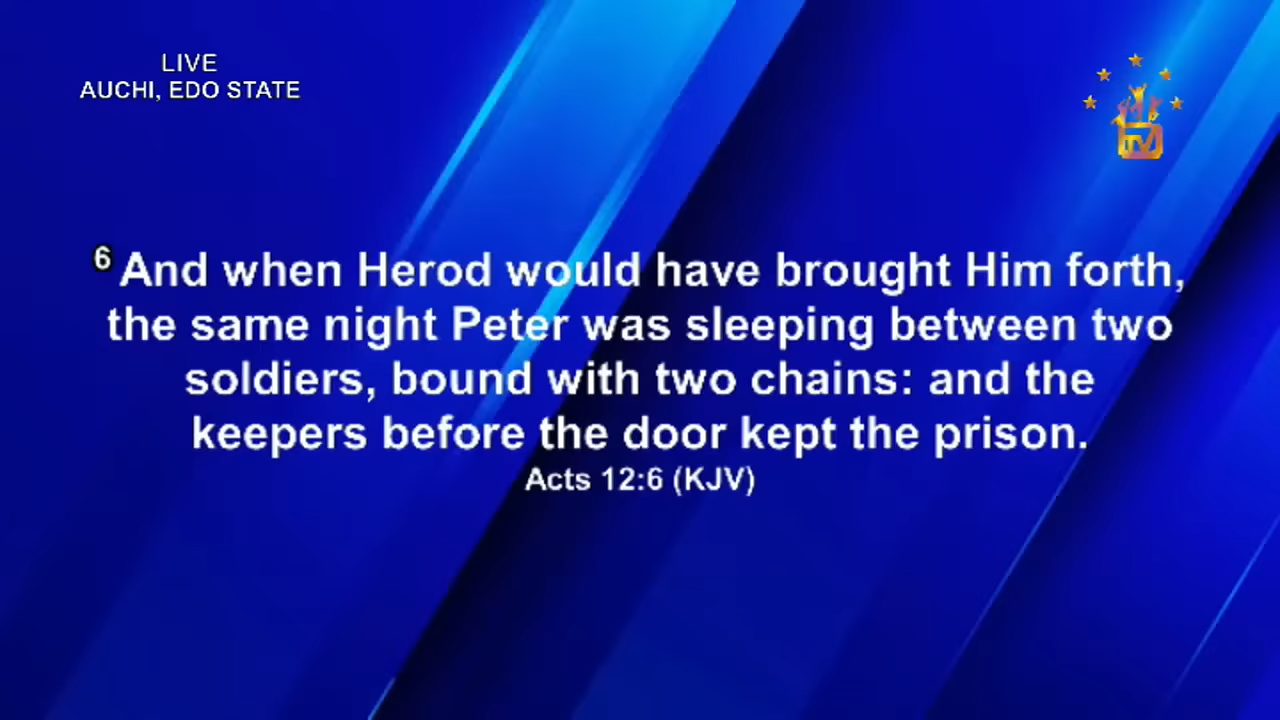 LIVE
AUCHI, EDO STATE
TV
6 And when Herod would have brought Him forth,
the same night Peter was sleeping between two
soldiers, bound with two chains: and the
keepers before the door kept the prison.
Acts 12:6 (KJV)